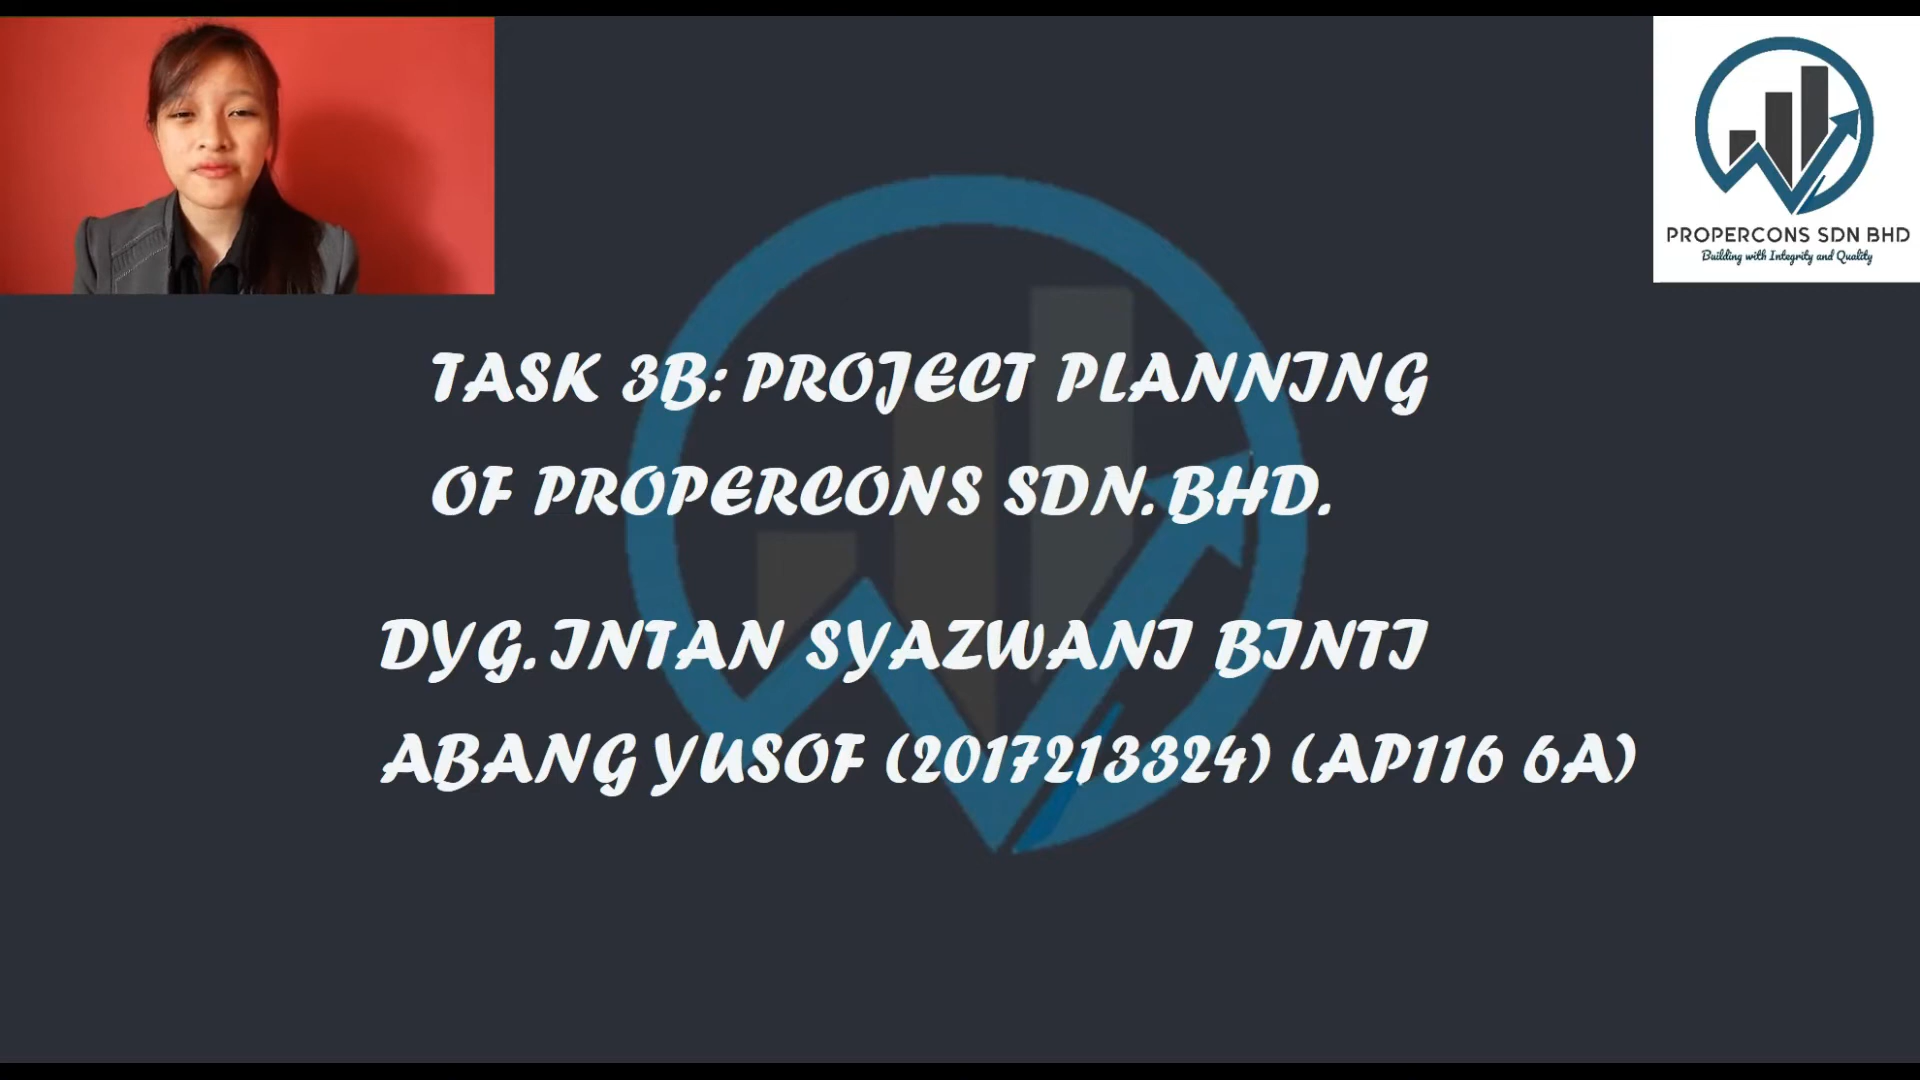 PROPERCONS SDN BHD
Building with Integrity and Quality
TASK 3B: PROJECT PLANNING
OF PROPERCONS SDN. BHD.
DYG. INTAN SYAZWANI BINTI
ABANG YUSOF (2017213324) (AP116 6A)